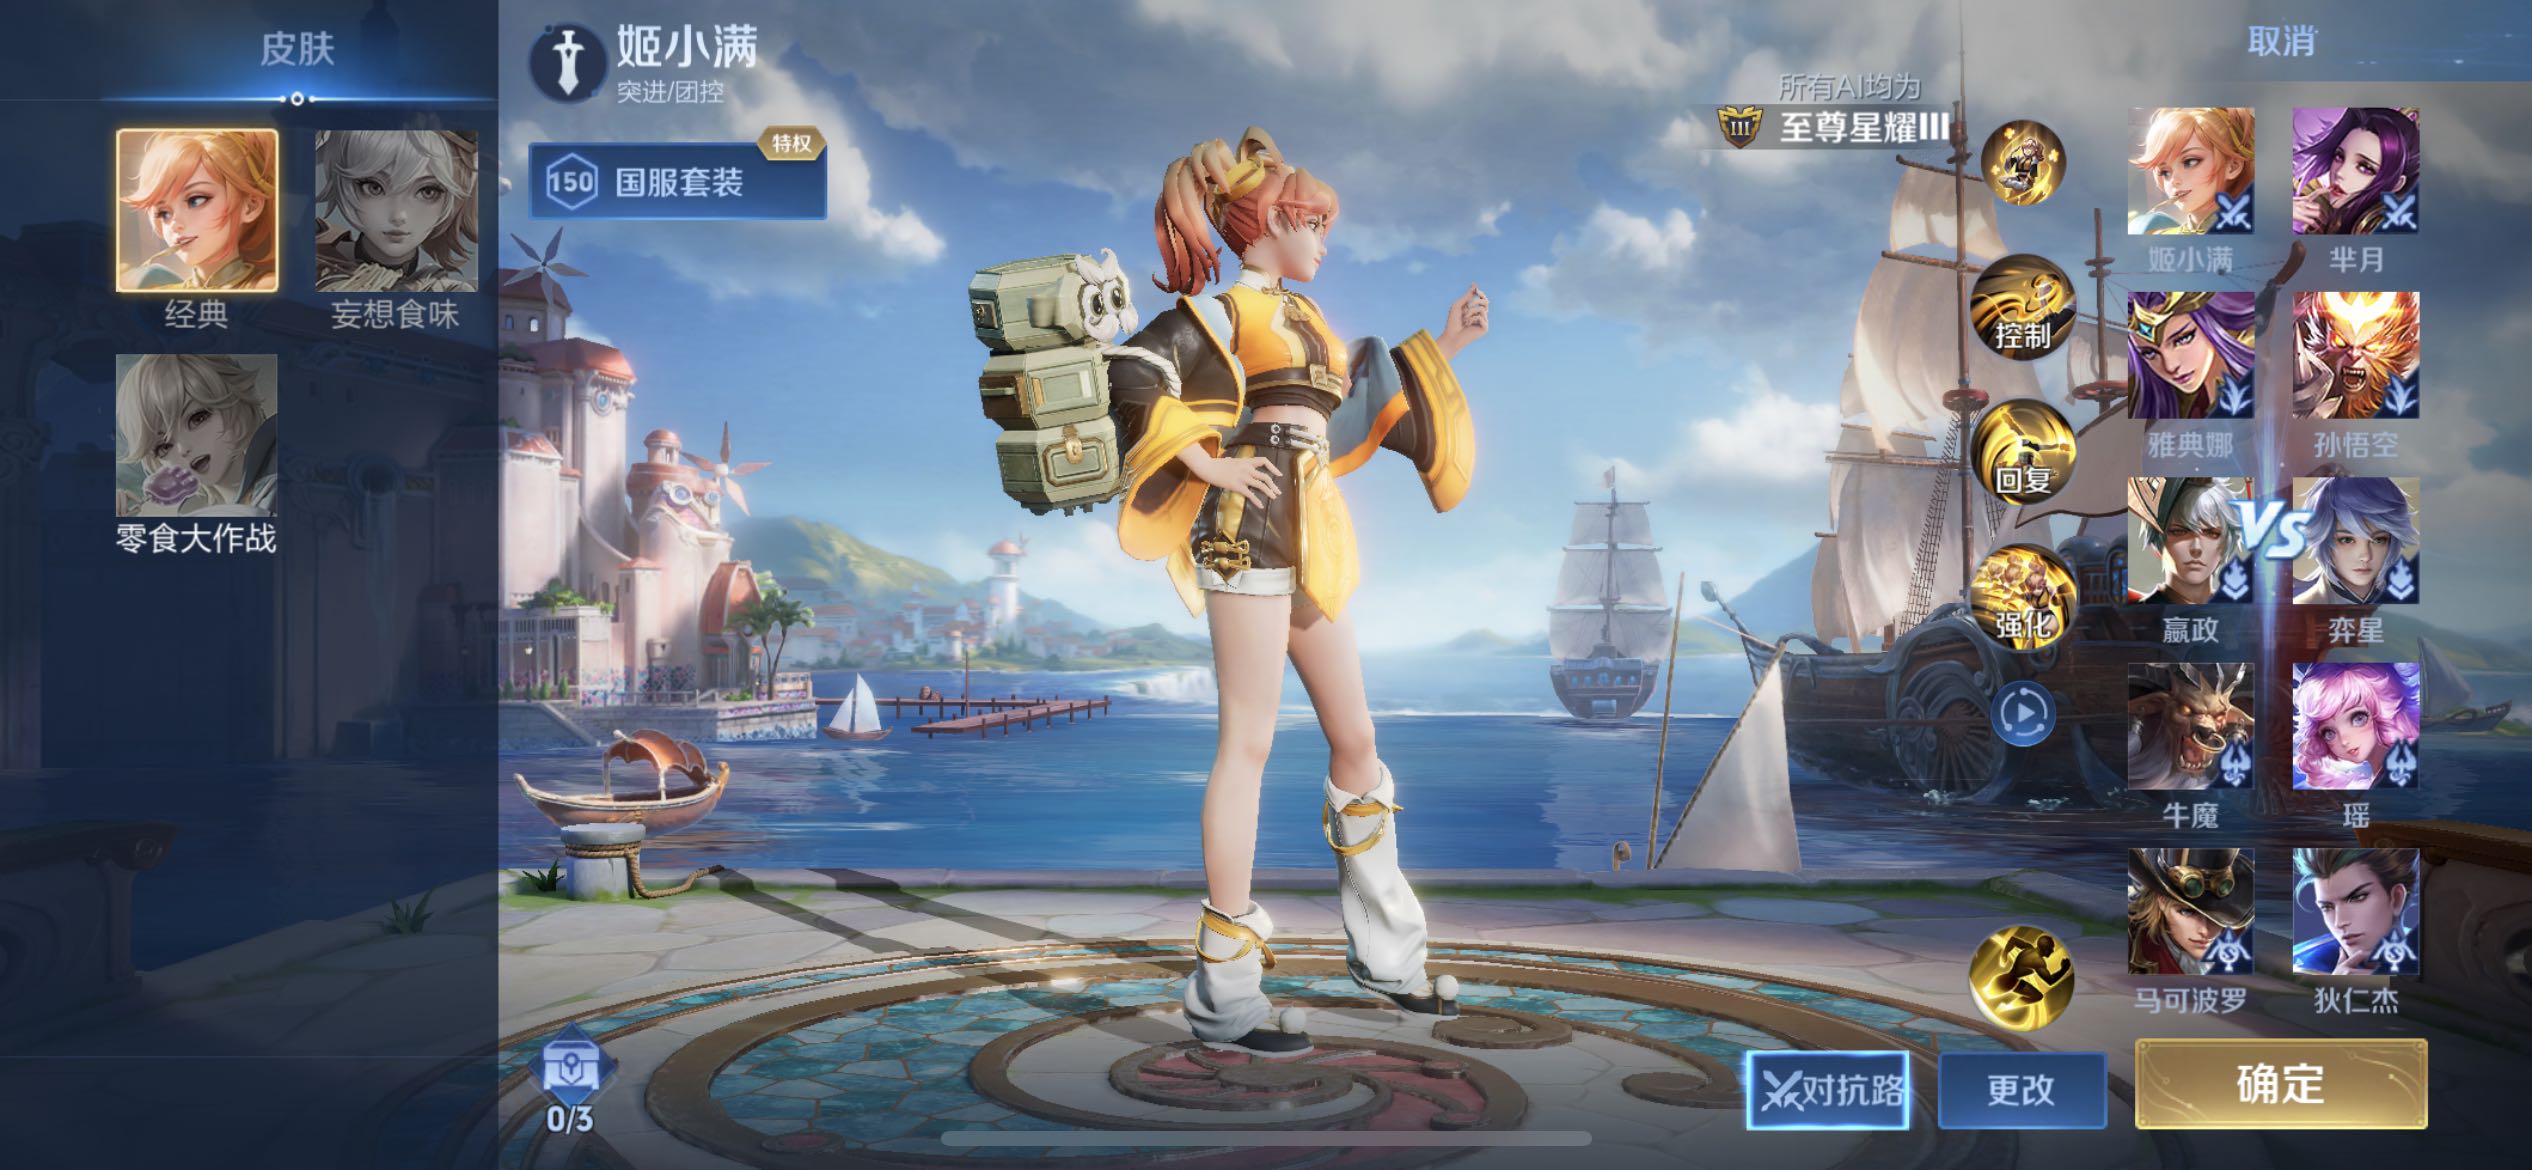 皮肤
经典
妄想食味
零食大作战
姬小满
突进/团控
特权
150
国服套装
0/3
所有AI均为
III
至尊星耀III
控制
回复
强化
取消
姬小满
芈月
雅典娜
孙悟空
VS
嬴政
弈星
牛魔
瑶
马可波罗
狄仁杰
对抗路
更改
确定